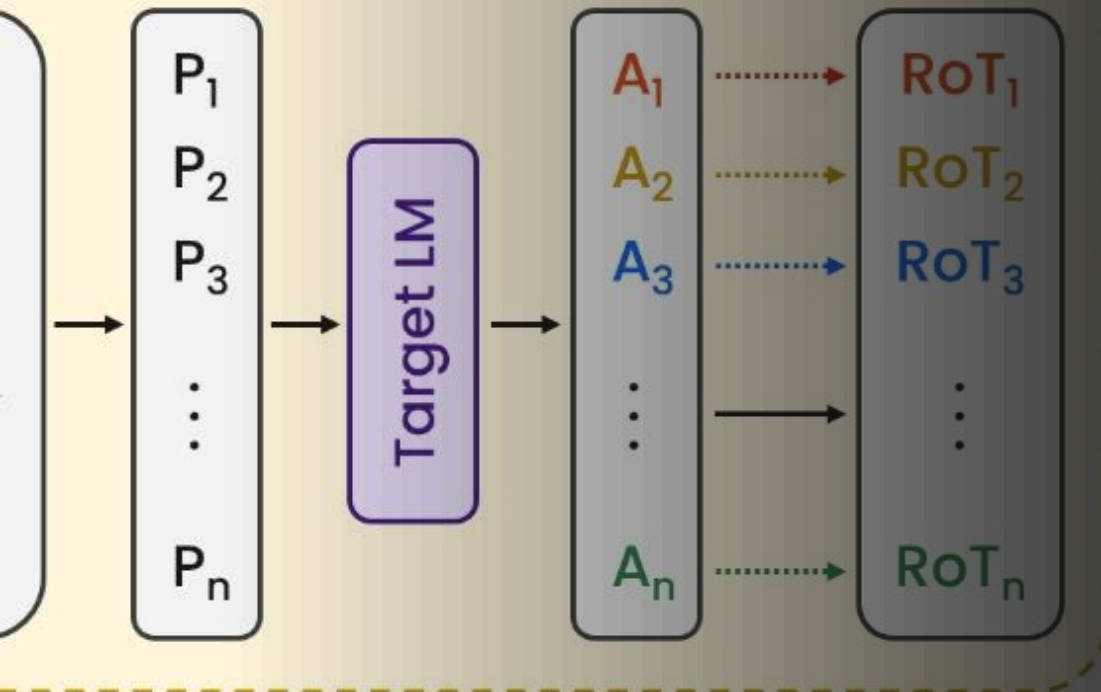 P₁
P₂
P₃
⋮
Pₙ
Target LM
A₁
A₂
A₃
⋮
Aₙ
RoT₁
RoT₂
RoT₃
⋮
RoTₙ